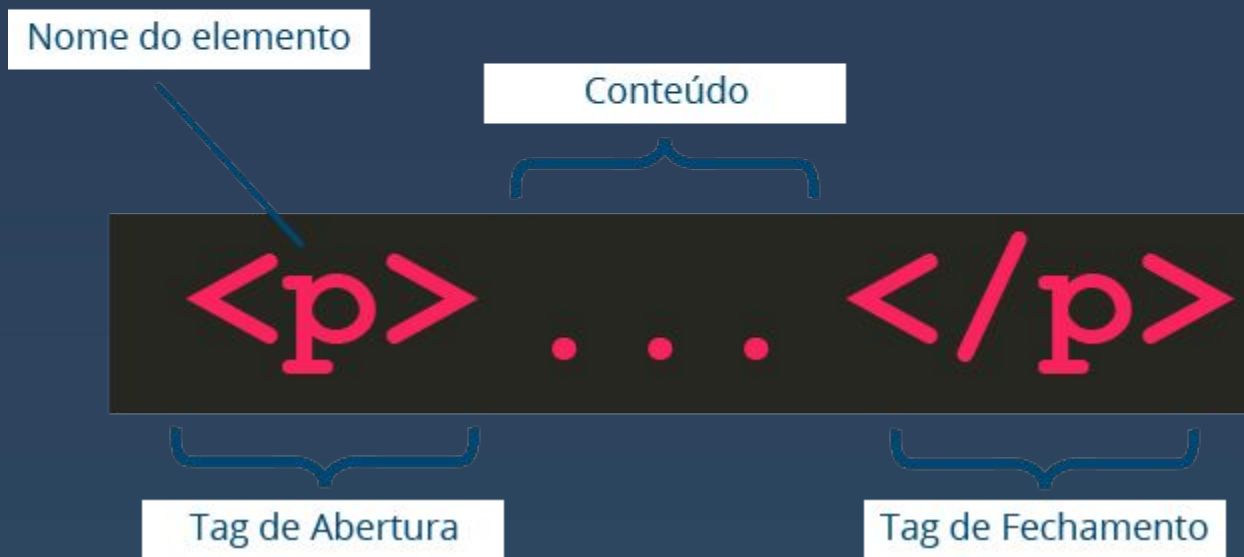 Nome do elemento
Conteúdo
<p> . . . </p>
Tag de Abertura
Tag de Fechamento